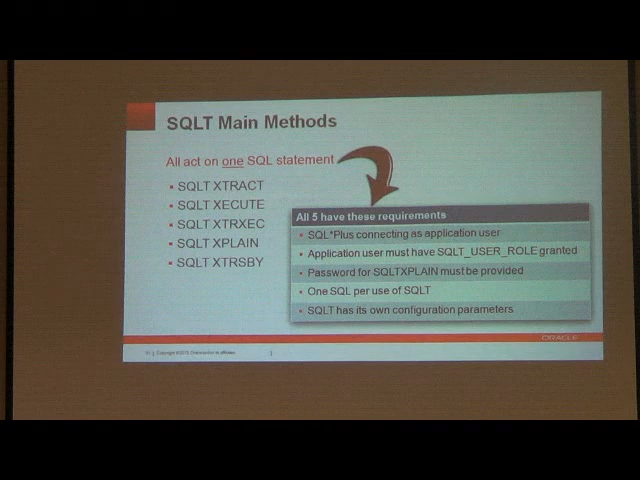 SQLT Main Methods
All act on one SQL statement
▪ SQLT XTRACT
▪ SQLT XECUTE
▪ SQLT XTRXEC
▪ SQLT XPLAIN
▪ SQLT XTRSBY
All 5 have these requirements
▪ SQL*Plus connecting as application user
▪ Application user must have SQLT_USER_ROLE granted
▪ Password for SQLTXPLAIN must be provided
▪ One SQL per use of SQLT
▪ SQLT has its own configuration parameters
ORACLE
Copyright